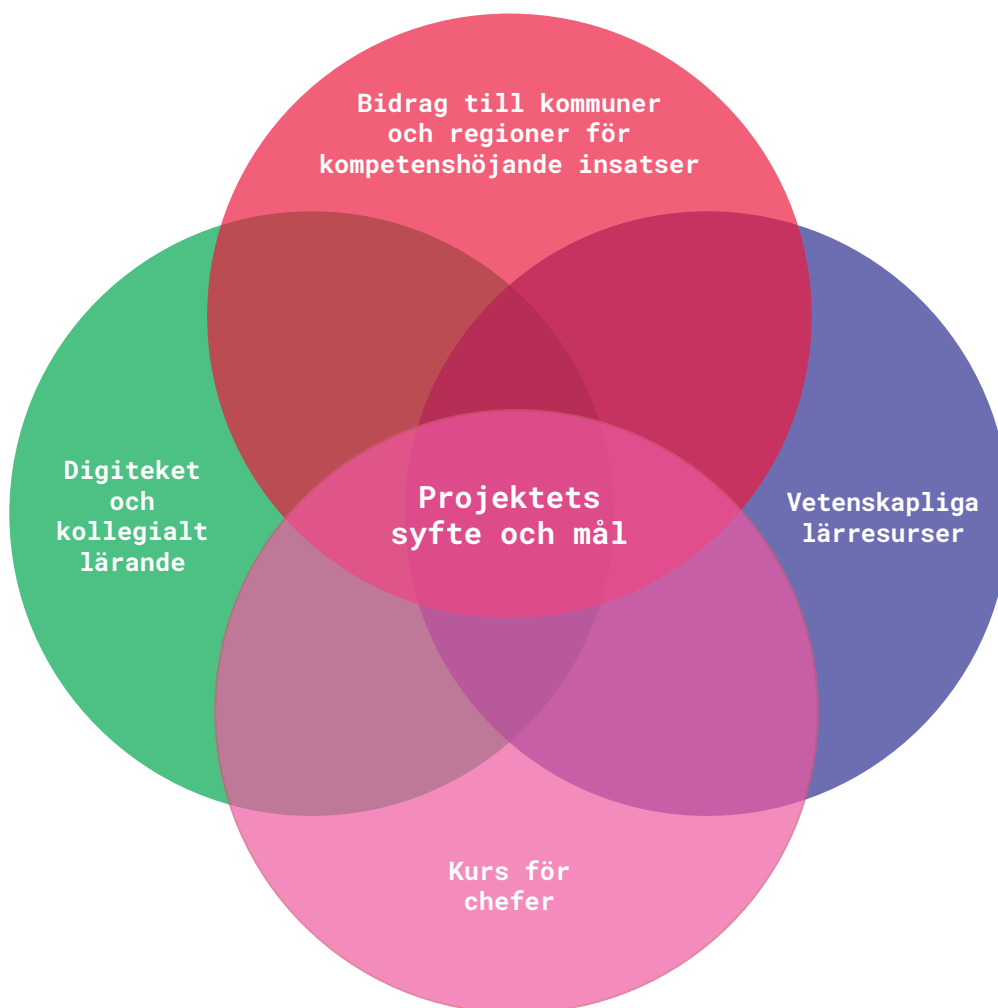 Bidrag till kommuner
och regioner för
kompetenshöjande insatser
Digiteket
och
kollegialt
lärande
Projektets
syfte och mål
Vetenskapliga
lärresurser
Kurs för
chefer